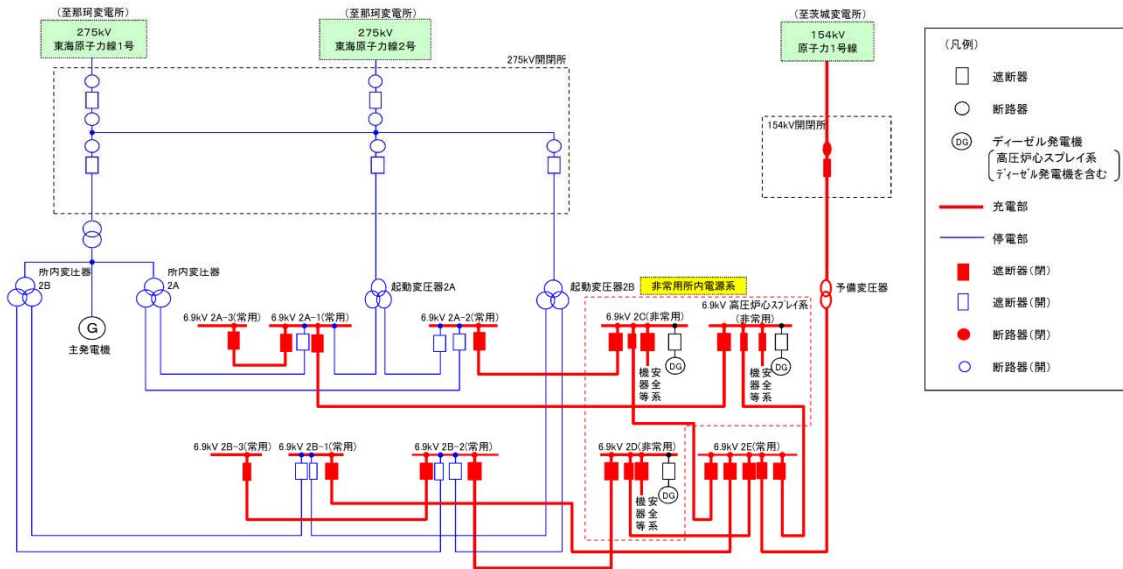 (至那珂変電所)
275kV
東海原子力線1号
(至那珂変電所)
275kV
東海原子力線2号
(至茨城変電所)
154kV
原子力1号線
275kV開閉所
154kV開閉所
所内変圧器
2B
所内変圧器
2A
起動変圧器2A
起動変圧器2B
非常用所内電源系
予備変圧器
G
主発電機
6.9kV 2A-3(常用)
6.9kV 2A-1(常用)
6.9kV 2A-2(常用)
6.9kV 2C(非常用)
6.9kV 高圧炉心スプレイ系
(非常用)
安全系
機器等
DG
安全系
機器等
DG
6.9kV 2B-3(常用)
6.9kV 2B-1(常用)
6.9kV 2B-2(常用)
6.9kV 2D(非常用)
6.9kV 2E(常用)
安全系
機器等
DG
(凡例)
遮断器
断路器
DG
ディーゼル発電機
高圧炉心スプレイ系
ディーゼル発電機を含む
充電部
停電部
遮断器(閉)
遮断器(開)
断路器(閉)
断路器(開)